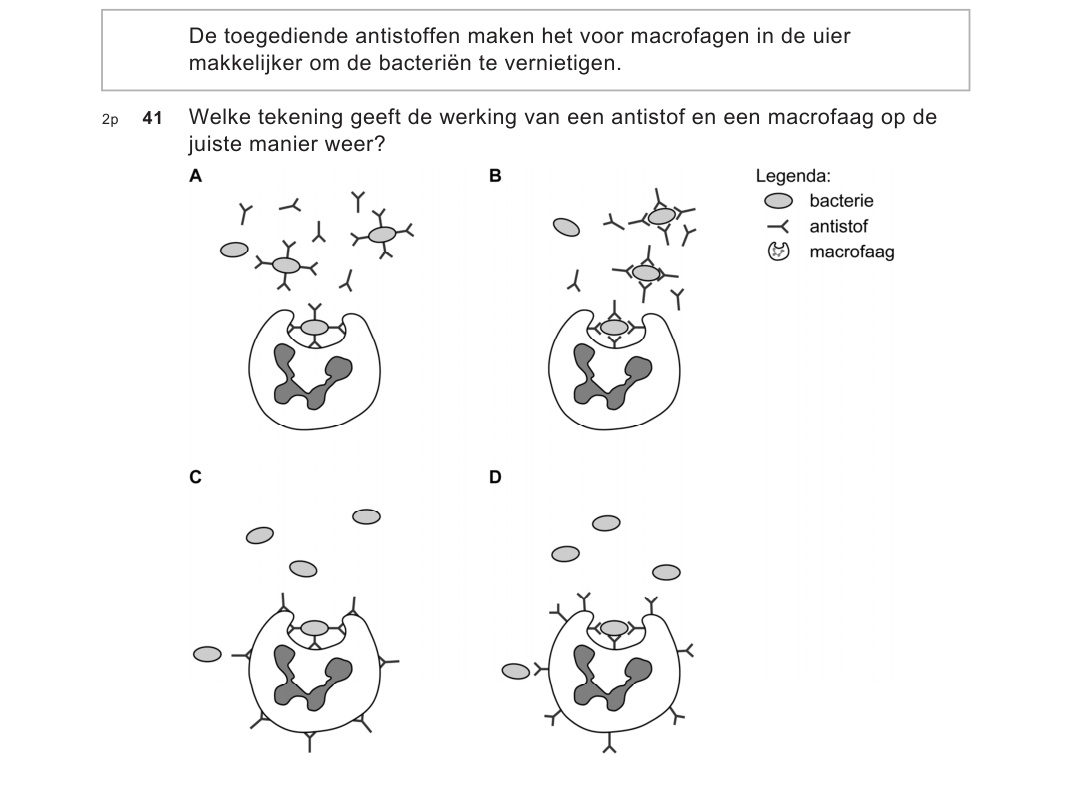 De toegediende antistoffen maken het voor macrofagen in de uier
makkelijker om de bacteriën te vernietigen.
2p 41 Welke tekening geeft de werking van een antistof en een macrofaag op de
juiste manier weer?
A
B
Legenda:
bacterie
antistof
macrofaag
C
D